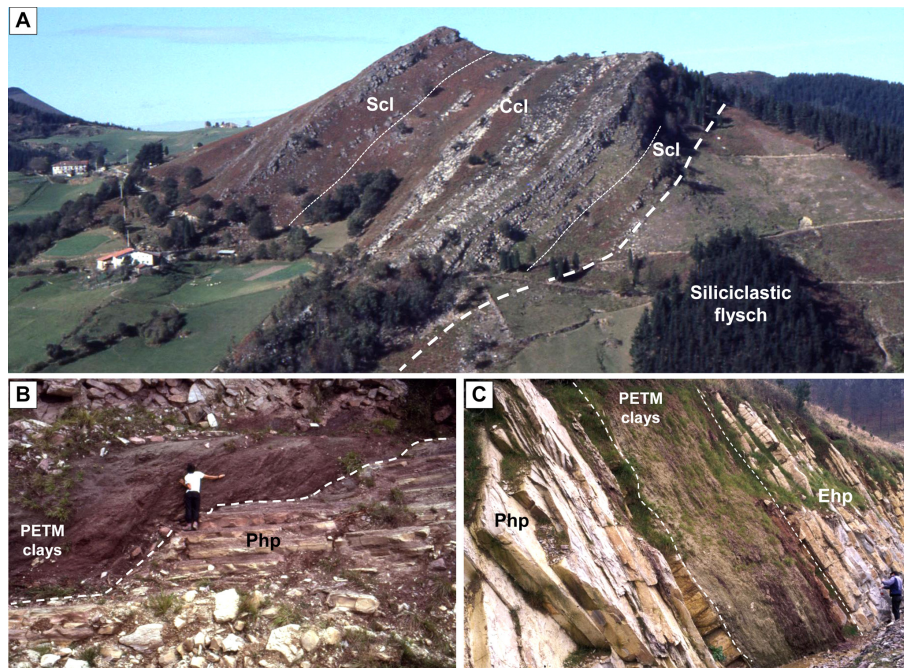 A
Scl
Ccl
Scl
Siliciclastic
flysch
B
PETM
clays
Php
C
PETM
clays
Php
Ehp